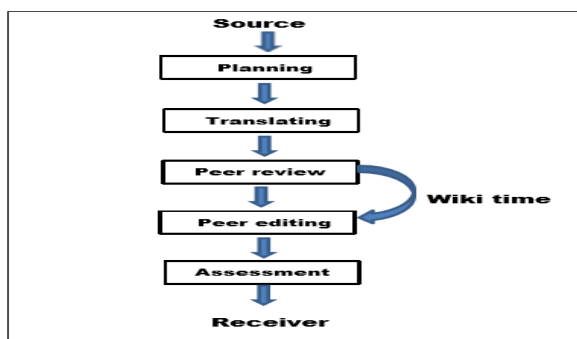 Source
Planning
Translating
Peer review
Wiki time
Peer editing
Assessment
Receiver